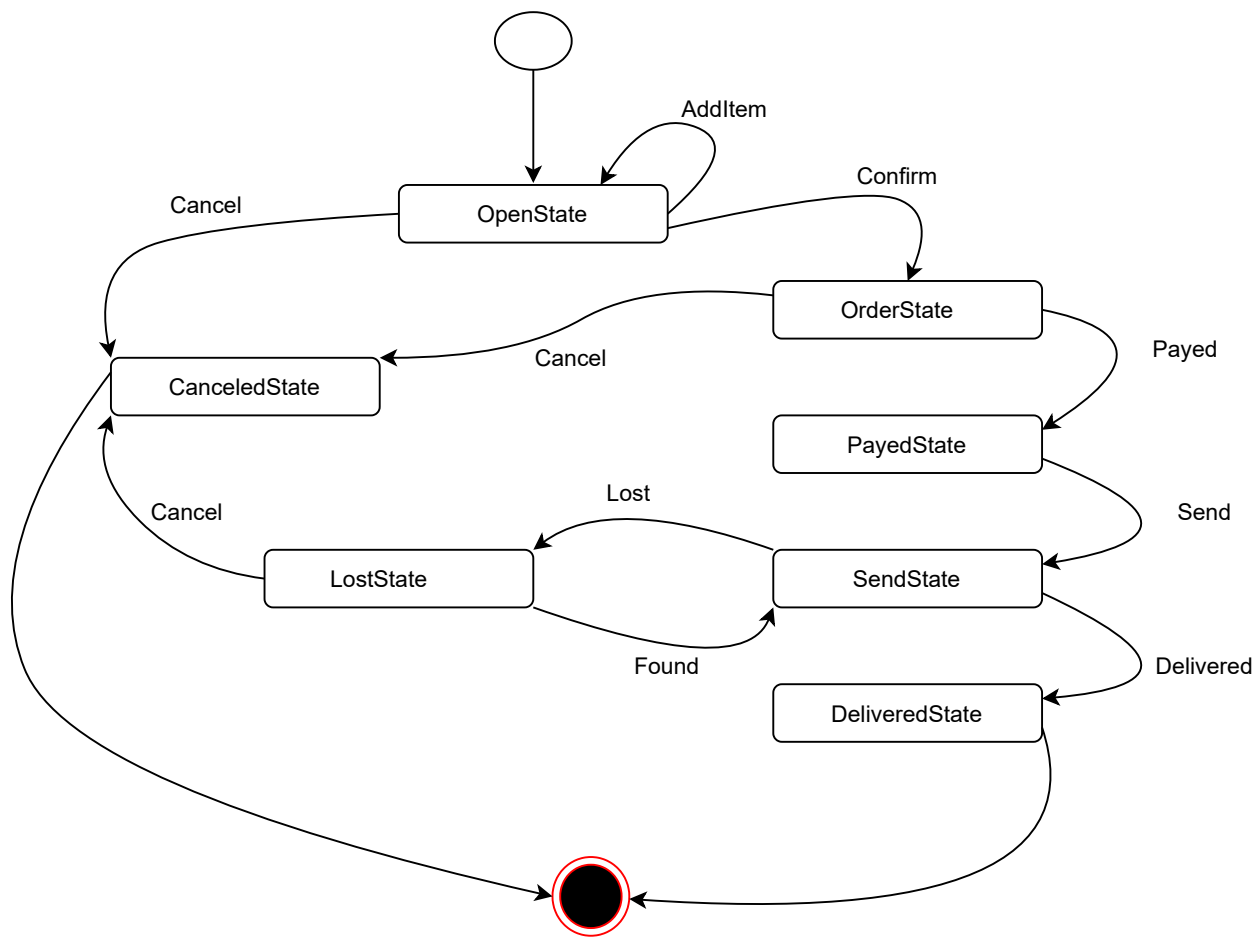 AddItem
Confirm
Cancel
OpenState
OrderState
Payed
Cancel
CanceledState
PayedState
Lost
Cancel
Send
LostState
SendState
Found
Delivered
DeliveredState